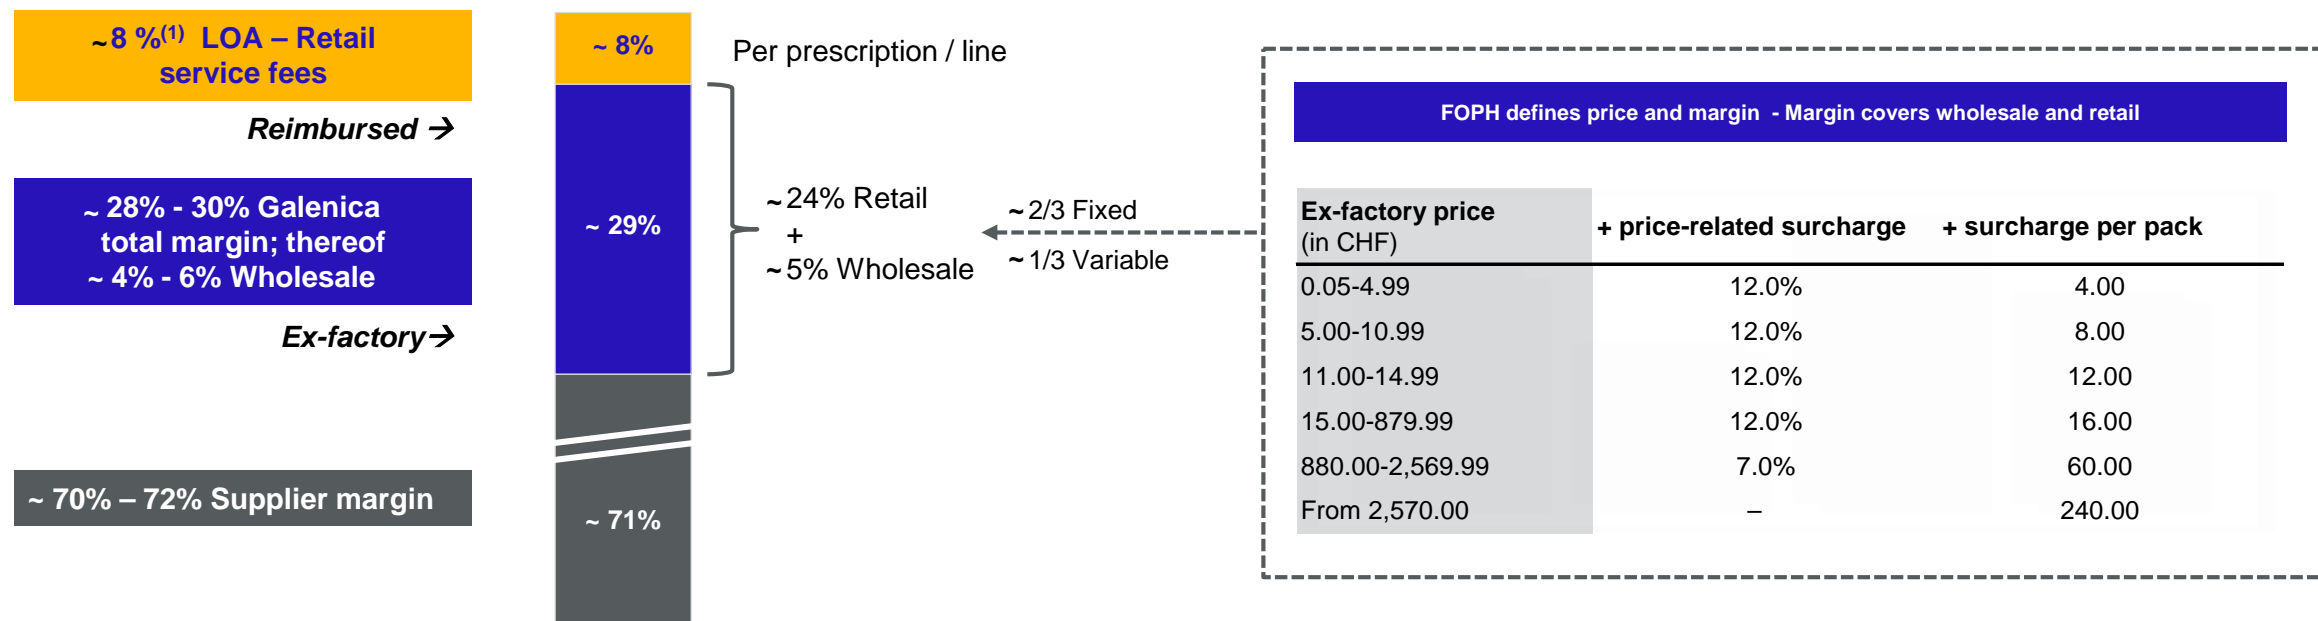 ~8 %(1) LOA – Retail
service fees
Reimbursed →
~ 28% - 30% Galenica
total margin; thereof
~ 4% - 6% Wholesale
Ex-factory→
~ 70% – 72% Supplier margin
~ 8%
~ 29%
~ 71%
Per prescription / line
~24% Retail
+
~5% Wholesale
~2/3 Fixed
~1/3 Variable
FOPH defines price and margin - Margin covers wholesale and retail
Ex-factory price
(in CHF)
+ price-related surcharge + surcharge per pack
0.05-4.99 12.0% 4.00
5.00-10.99 12.0% 8.00
11.00-14.99 12.0% 12.00
15.00-879.99 12.0% 16.00
880.00-2,569.99 7.0% 60.00
From 2,570.00 – 240.00